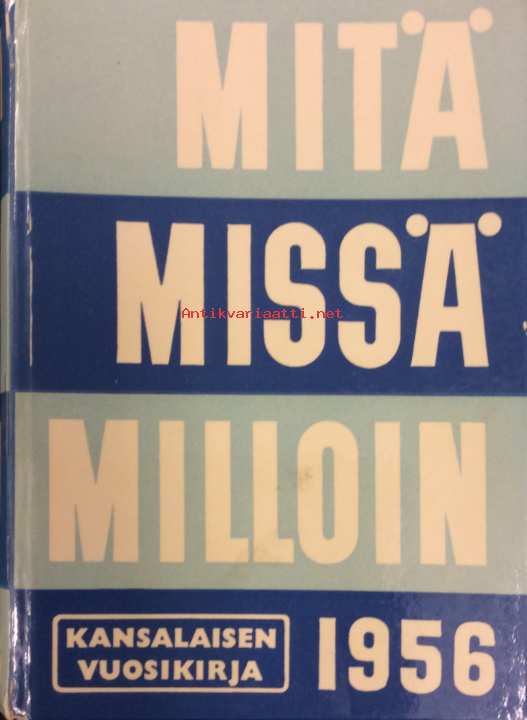 MITÄ
MISSÄ
Antikvariaatti.net
MILLOIN
KANSALAISEN
VUOSIKIRJA
1956